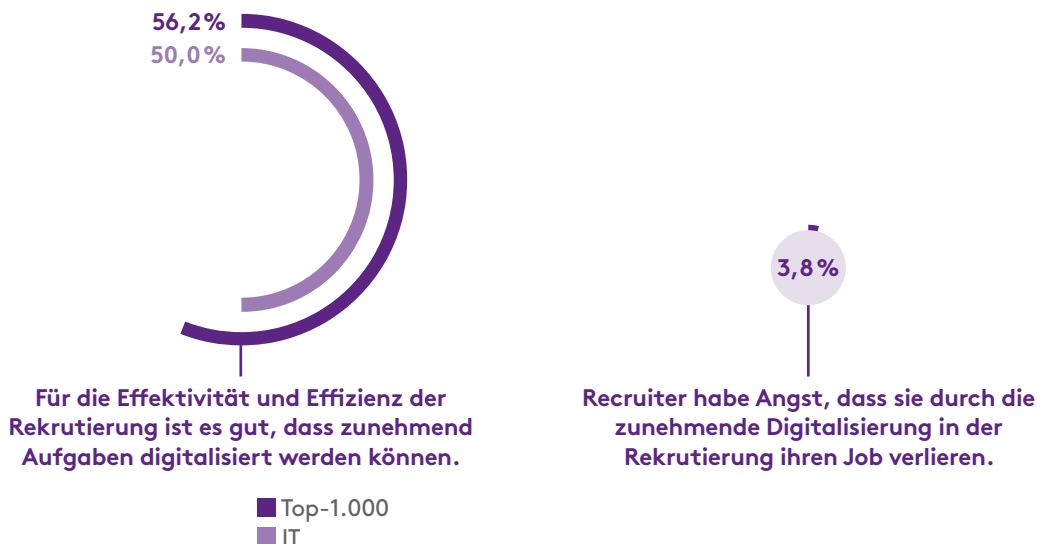 56,2%
50,0%
3,8%
Für die Effektivität und Effizienz der
Rekrutierung ist es gut, dass zunehmend
Aufgaben digitalisiert werden können.
Recruiter habe Angst, dass sie durch die
zunehmende Digitalisierung in der
Rekrutierung ihren Job verlieren.
Top-1.000
IT